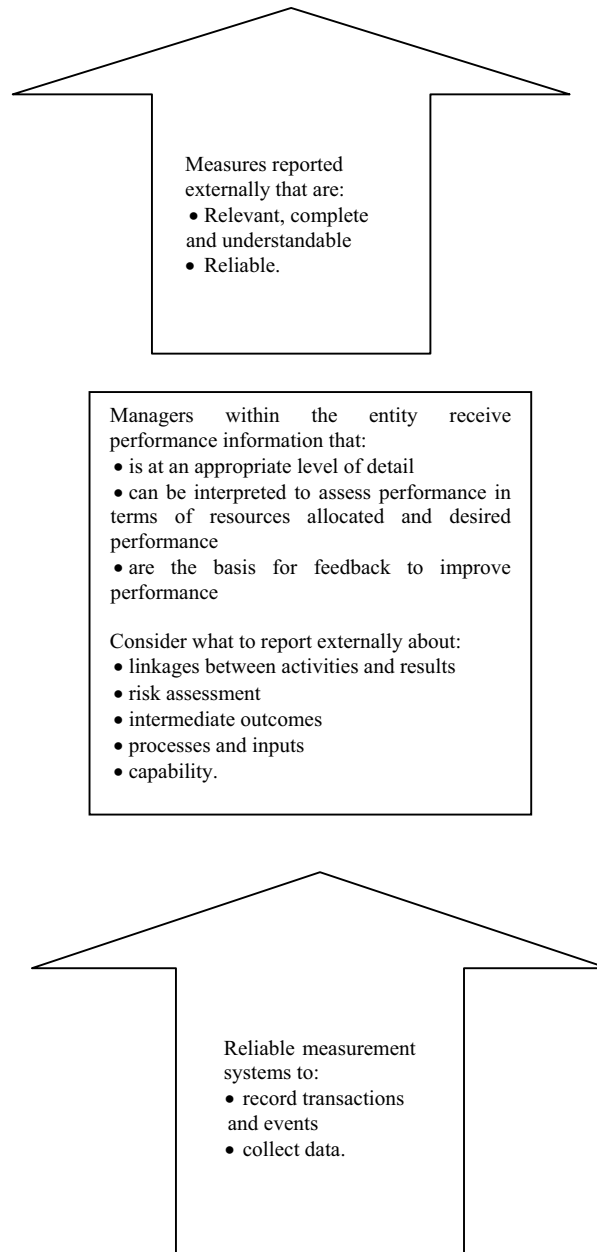 Measures reported
externally that are:
• Relevant, complete
and understandable
• Reliable.
Managers within the entity receive
performance information that:
• is at an appropriate level of detail
• can be interpreted to assess performance in
terms of resources allocated and desired
performance
• are the basis for feedback to improve
performance
Consider what to report externally about:
• linkages between activities and results
• risk assessment
• intermediate outcomes
• processes and inputs
• capability.
Reliable measurement
systems to:
• record transactions
and events
• collect data.